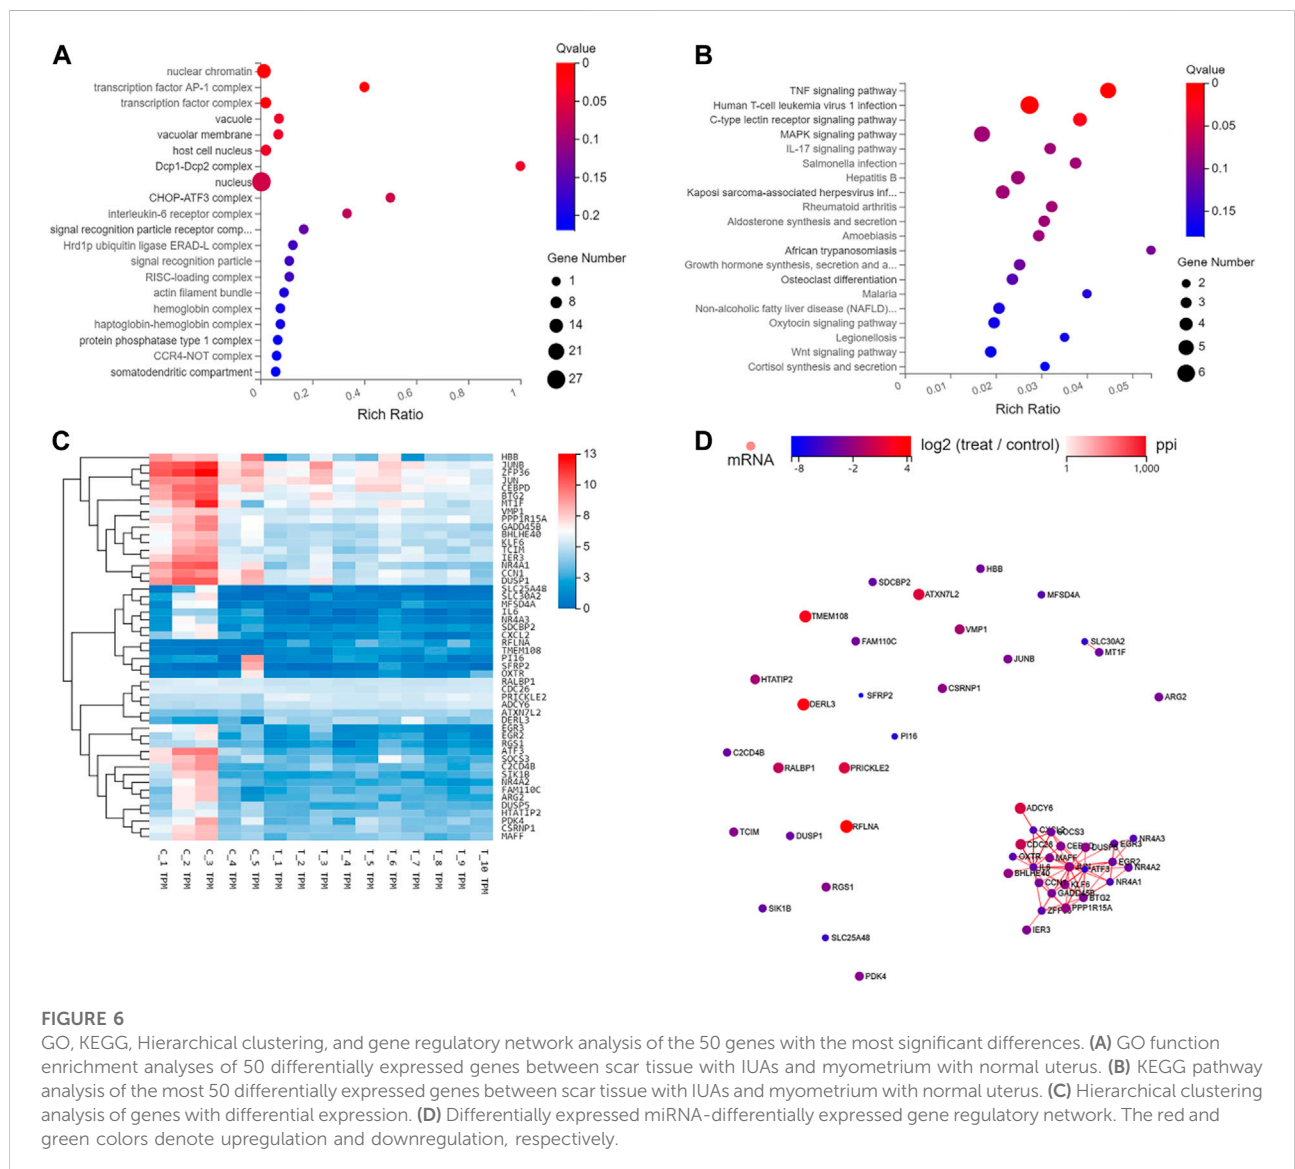 A
nuclear chromatin
transcription factor AP-1 complex
transcription factor complex
vacuole
vacuolar membrane
host cell nucleus
Dcp1-Dcp2 complex
nucleus
CHOP-ATF3 complex
interleukin-6 receptor complex
signal recognition particle receptor comp...
Hrd1p ubiquitin ligase ERAD-L complex
signal recognition particle
RISC-loading complex
actin filament bundle
hemoglobin complex
haptoglobin-hemoglobin complex
protein phosphatase type 1 complex
CCR4-NOT complex
somatodendritic compartment
0
0.2
0.4
0.6
0.8
1
Rich Ratio
Qvalue
0
0.05
0.1
0.15
0.2
Gene Number
1
8
14
21
27
B
TNF signaling pathway
Human T-cell leukemia virus 1 infection
C-type lectin receptor signaling pathway
MAPK signaling pathway
IL-17 signaling pathway
Salmonella infection
Hepatitis B
Kaposi sarcoma-associated herpesvirus inf...
Rheumatoid arthritis
Aldosterone synthesis and secretion
Amoebiasis
African trypanosomiasis
Growth hormone synthesis, secretion and a...
Osteoclast differentiation
Malaria
Non-alcoholic fatty liver disease (NAFLD)...
Oxytocin signaling pathway
Legionellosis
Wnt signaling pathway
Cortisol synthesis and secretion
0
0.01
0.02
0.03
0.04
0.05
Rich Ratio
Qvalue
0
0.05
0.1
0.15
Gene Number
2
3
4
5
6
C
HBB
JUNB
ZFP36
JUN
CEBPD
BTG2
MT1F
VMP1
PPP1R15A
GADD45B
BHLHE40
KLF6
TCIM
IER3
NR4A1
CCN1
DUSP1
SLC25A48
SLC30A2
MFSD4A
IL6
NR4A3
SDCBP2
CXCL2
RFLNA
TMEM108
PI16
SFRP2
OXTR
RALBP1
CDC26
PRICKLE2
ADCY6
ATXN7L2
DERL3
EGR3
EGR2
RGS1
ATF3
SOCS3
C2CD4B
SIK1B
NR4A2
FAM110C
ARG2
DUSP5
HTATIP2
PDK4
CSRNP1
MAFF
C_1 TPM
C_2 TPM
C_3 TPM
C_4 TPM
C_5 TPM
T_1 TPM
T_2 TPM
T_3 TPM
T_4 TPM
T_5 TPM
T_6 TPM
T_7 TPM
T_8 TPM
T_9 TPM
T_10 TPM
13
10
8
5
3
0
D
mRNA
-8
-2
4
log2 (treat / control)
1
1,000
ppi
HBB
SDCBP2
ATXN7L2
MFSD4A
TMEM108
VMP1
FAM110C
SLC30A2
MT1F
JUNB
HTATIP2
CSRNP1
SFRP2
ARG2
DERL3
PI16
C2CD4B
RALBP1
PRICKLE2
ADCY6
RFLNA
TCIM
DUSP1
CXCL2
SOCS3
NR4A3
CDC26
CEBPD
DUSP5
EGR3
OXTR
MAFF
EGR2
IL6
JUN
ATF3
NR4A2
BHLHE40
RGS1
CCN1
KLF6
NR4A1
GADD45B
BTG2
SIK1B
ZFP36
PPP1R15A
IER3
SLC25A48
PDK4
FIGURE 6
GO, KEGG, Hierarchical clustering, and gene regulatory network analysis of the 50 genes with the most significant differences. (A) GO function
enrichment analyses of 50 differentially expressed genes between scar tissue with IUAs and myometrium with normal uterus. (B) KEGG pathway
analysis of the most 50 differentially expressed genes between scar tissue with IUAs and myometrium with normal uterus. (C) Hierarchical clustering
analysis of genes with differential expression. (D) Differentially expressed miRNA-differentially expressed gene regulatory network. The red and
green colors denote upregulation and downregulation, respectively.